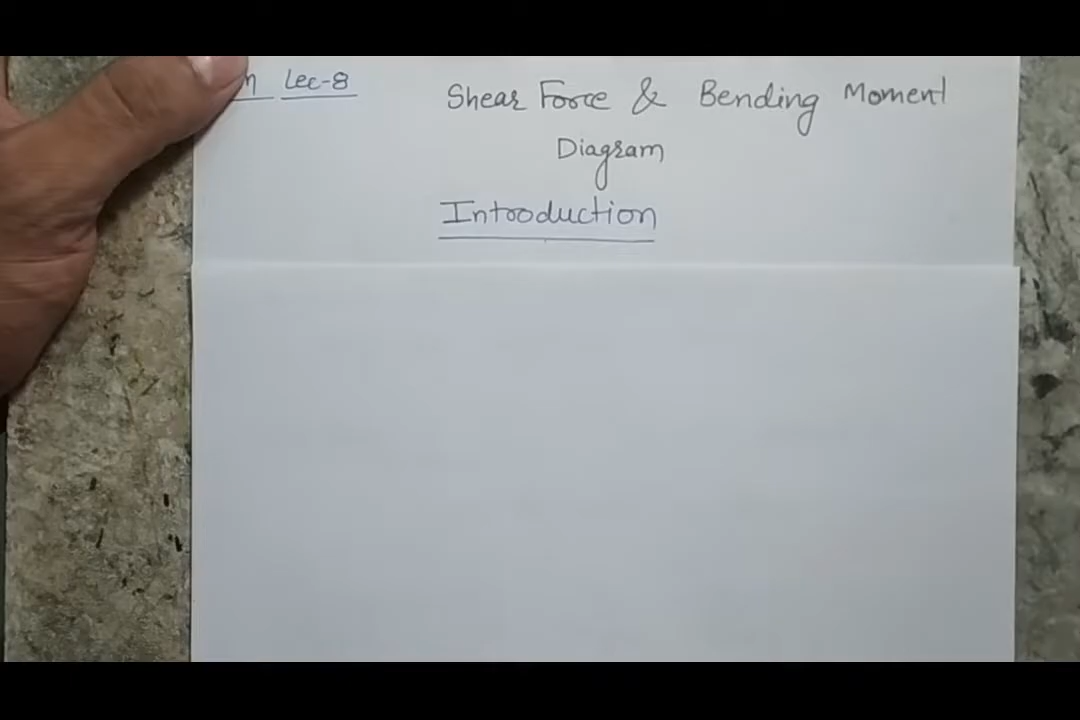 Lec-8
Shear Force & Bending Moment
Diagram
Introduction